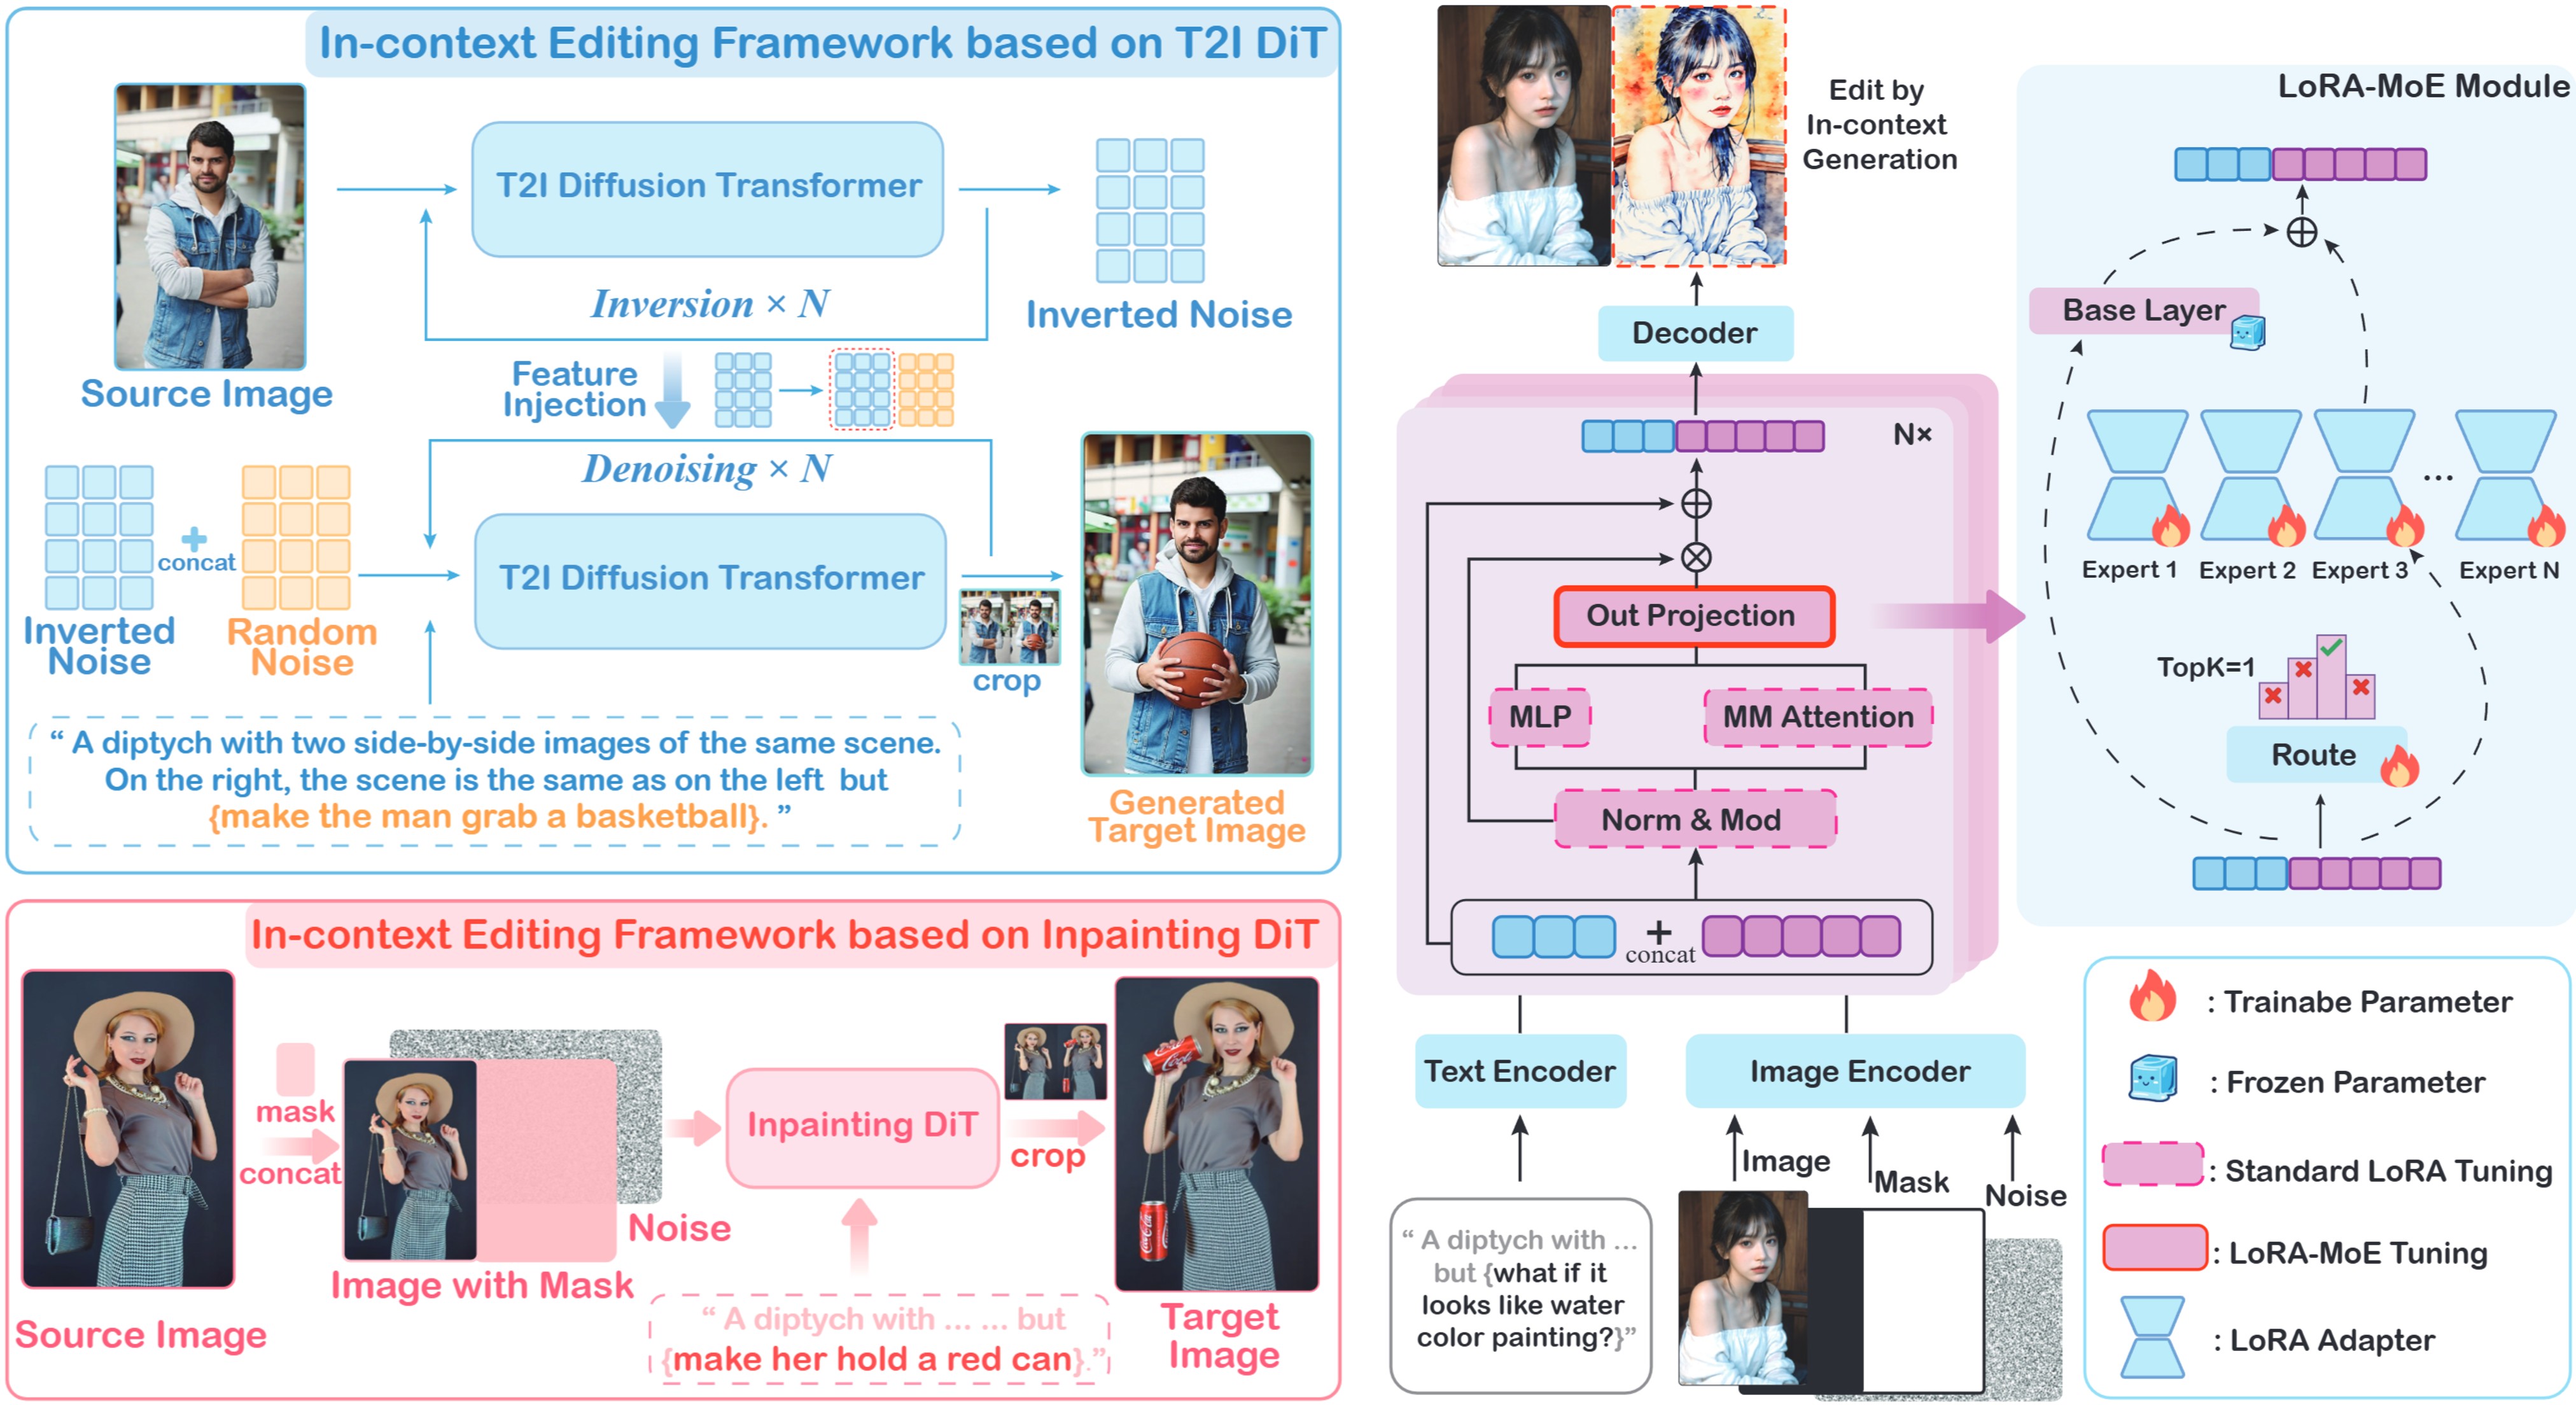 In-context Editing Framework based on T2I DiT
T2I Diffusion Transformer
Inversion × N
Inverted Noise
Source Image
Feature
Injection
Denoising × N
concat
Inverted
Noise
Random
Noise
T2I Diffusion Transformer
crop
“ A diptych with two side-by-side images of the same scene.
On the right, the scene is the same as on the left but
{make the man grab a basketball}. ”
Generated
Target Image
In-context Editing Framework based on Inpainting DiT
mask
concat
Inpainting DiT
crop
Noise
Image with Mask
Source Image
“ A diptych with ... ... but
{make her hold a red can}.”
Target
Image
Coca-Cola
Coca-Cola
Edit by
In-context
Generation
Decoder
N×
Out Projection
MLP
MM Attention
Norm & Mod
concat
Text Encoder
Image Encoder
Image
Mask
Noise
“ A diptych with ...
but {what if it
looks like water
color painting?}”
LoRA-MoE Module
Base Layer
...
Expert 1
Expert 2
Expert 3
Expert N
TopK=1
Route
: Trainabe Parameter
: Frozen Parameter
: Standard LoRA Tuning
: LoRA-MoE Tuning
: LoRA Adapter